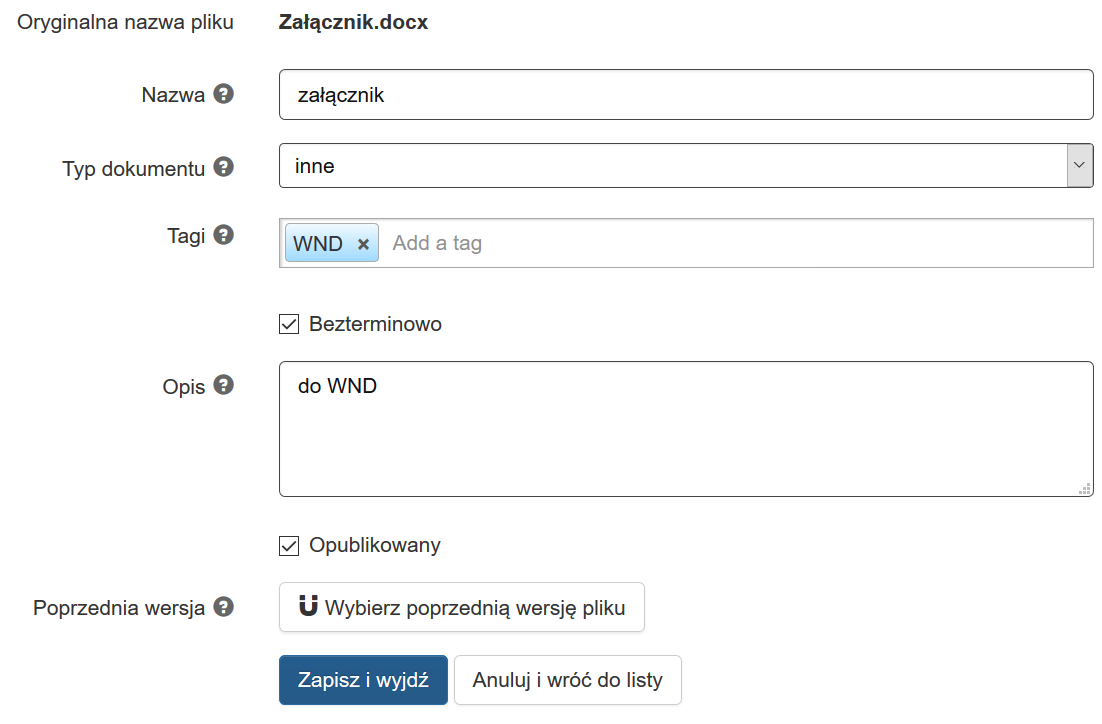 Oryginalna nazwa pliku Załącznik.docx
Nazwa ? załącznik
Typ dokumentu ? inne
Tagi ? WND × Add a tag
Bezterminowo
Opis ? do WND
Opublikowany
Poprzednia wersja ? Wybierz poprzednią wersję pliku
Zapisz i wyjdź Anuluj i wróć do listy